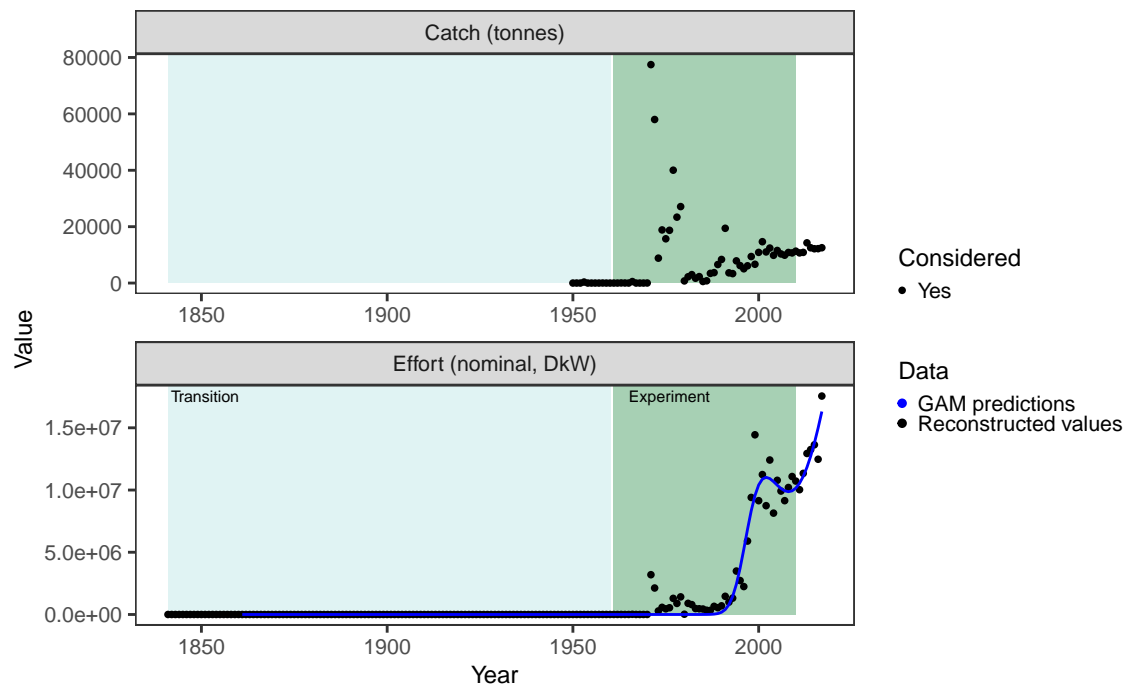 Catch (tonnes)
80000
60000
40000
20000
0
1850
1900
1950
2000
Effort (nominal, DkW)
Transition
Experiment
1.5e+07
1.0e+07
5.0e+06
0.0e+00
1850
1900
1950
2000
Year
Value
Considered
Yes
Data
GAM predictions
Reconstructed values